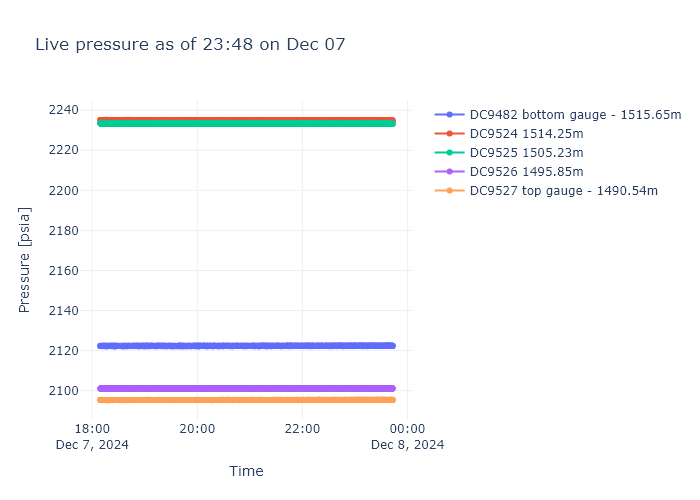 Live pressure as of 23:48 on Dec 07
2240
2220
2200
2180
2160
2140
2120
2100
Pressure [psia]
18:00
Dec 7, 2024
20:00
22:00
00:00
Dec 8, 2024
Time
DC9482 bottom gauge - 1515.65m
DC9524 1514.25m
DC9525 1505.23m
DC9526 1495.85m
DC9527 top gauge - 1490.54m